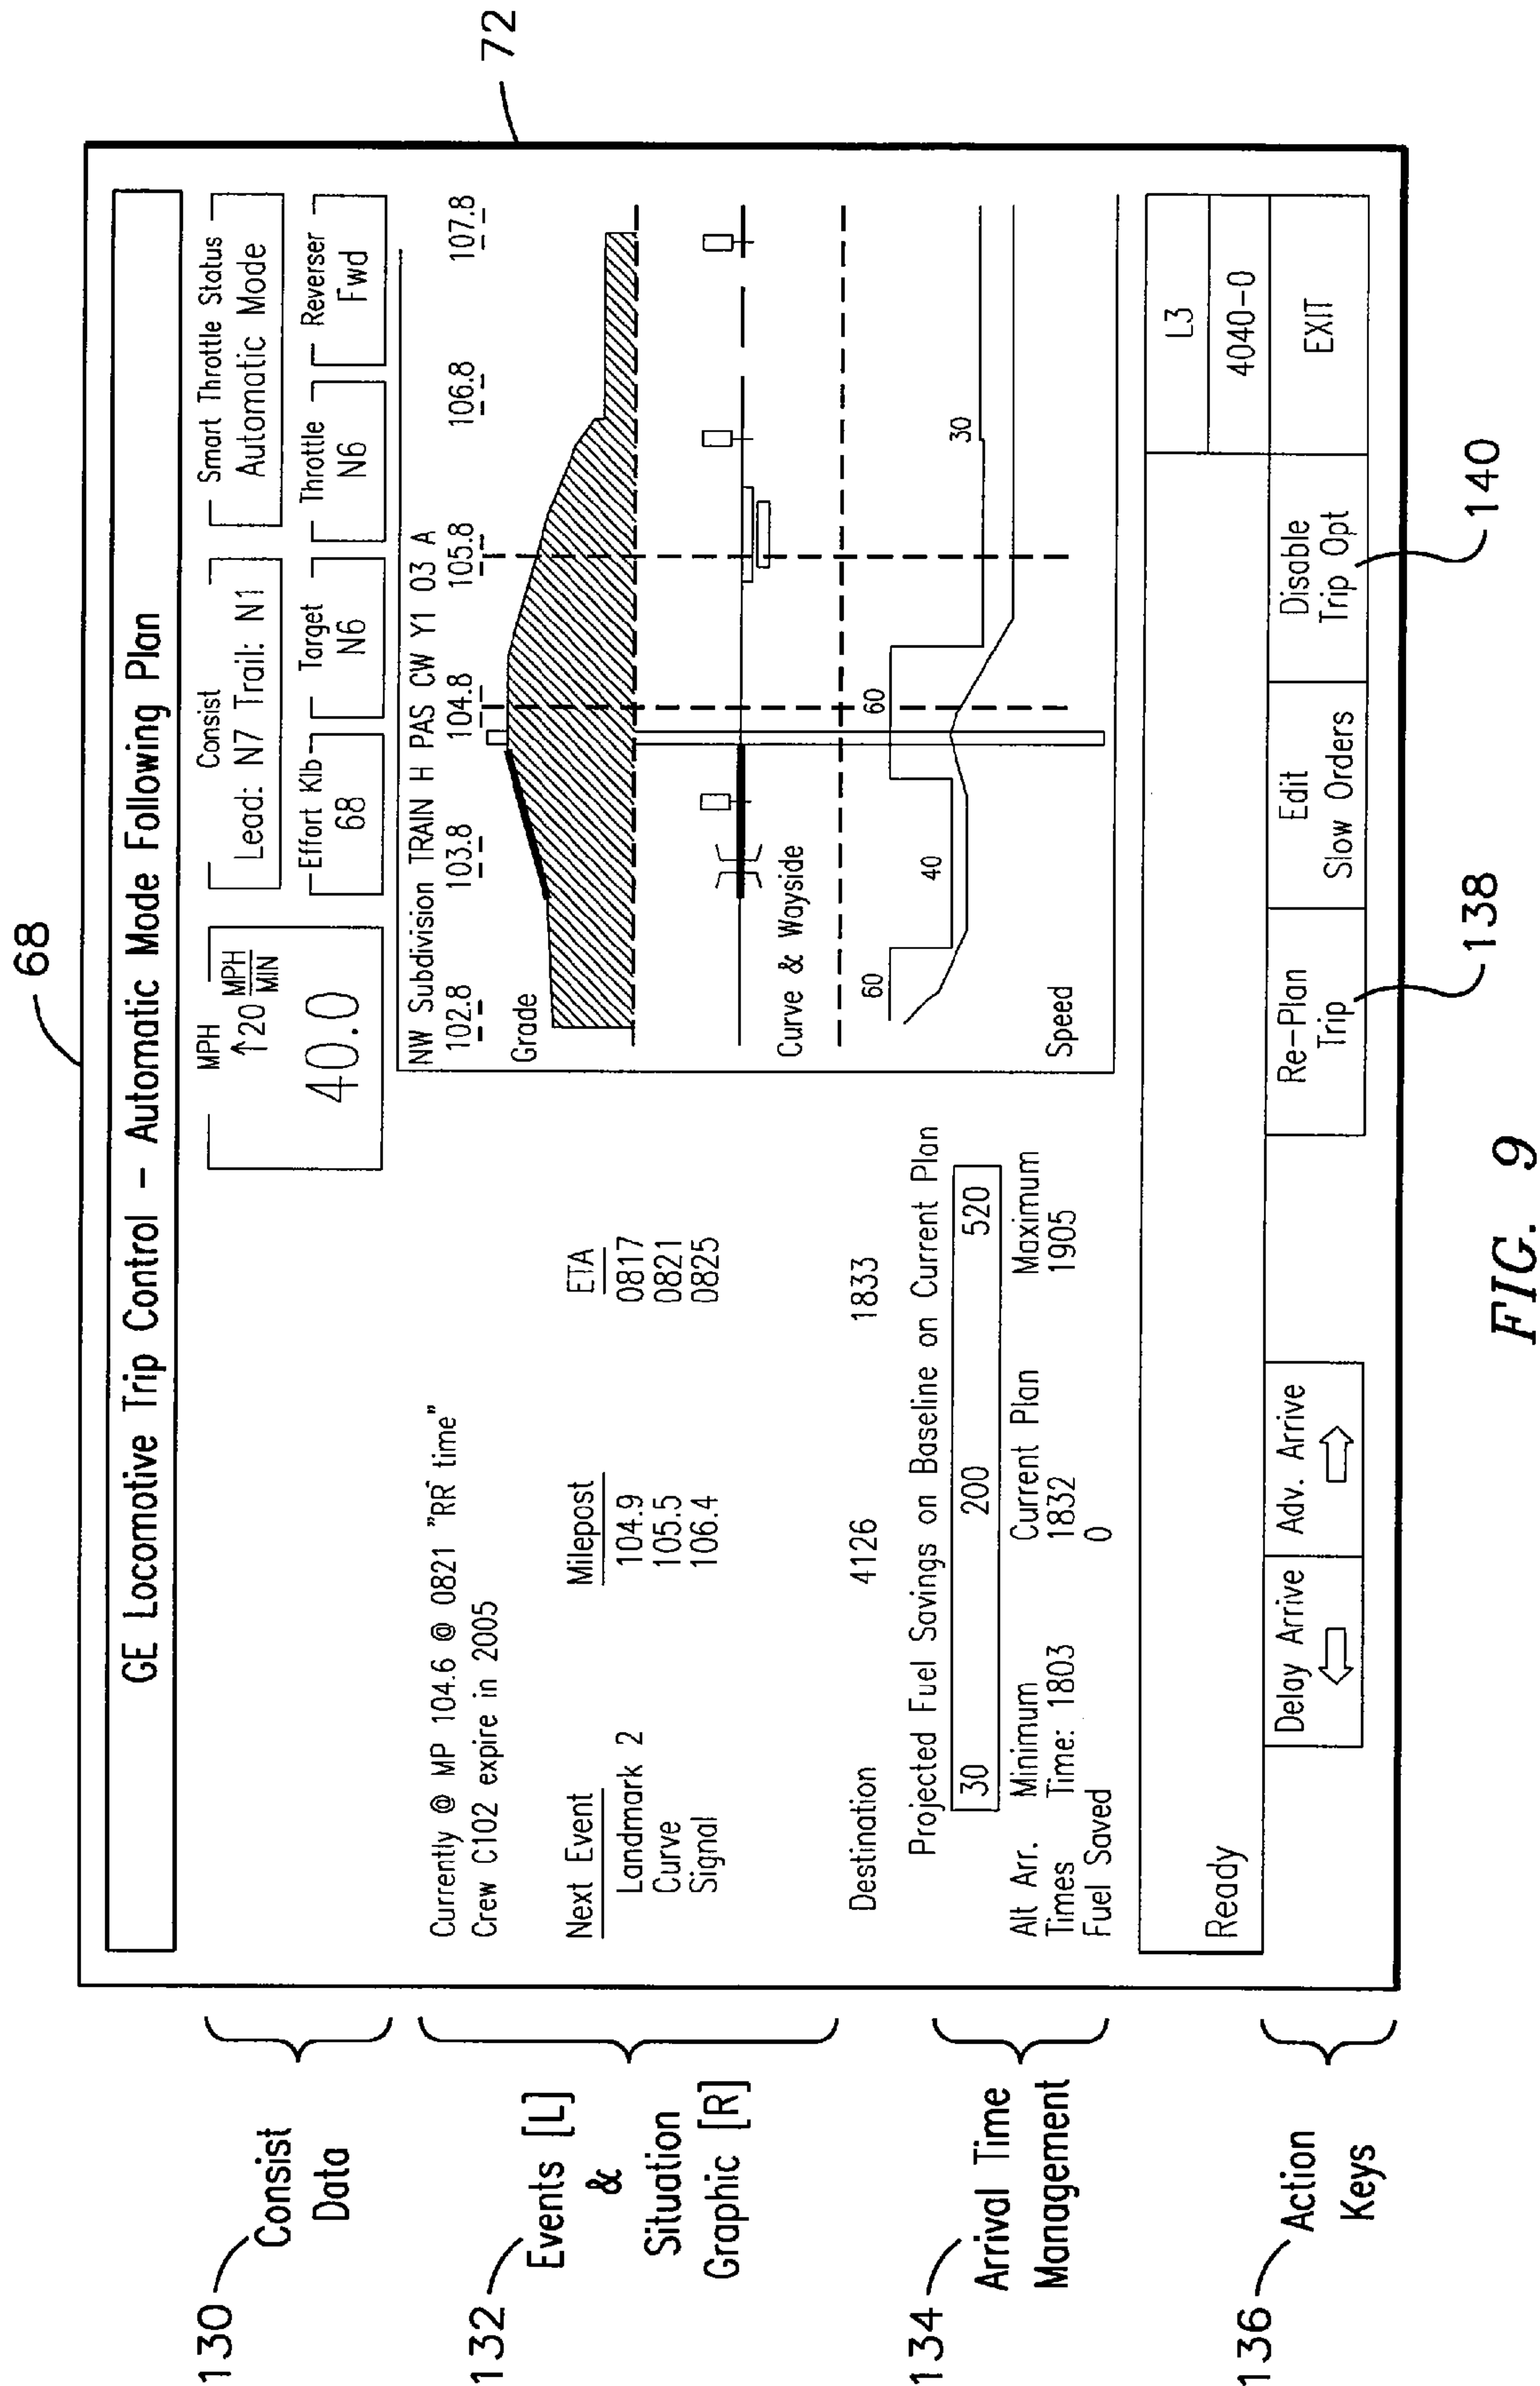 68
72
GE Locomotive Trip Control - Automatic Mode Following Plan
130
Consist
Data
MPH
↑20 MPH
MIN
40.0
Consist
Lead: N7 Trail: N1
Smart Throttle Status
Automatic Mode
Effort Klb
68
Target
N6
Throttle
N6
Reverser
Fwd
132
Events [L]
&
Situation
Graphic [R]
Currently @ MP 104.6 @ 0821 "RR time"
Crew C102 expire in 2005
Next Event Milepost ETA
Landmark 2 104.9 0817
Curve 105.5 0821
Signal 106.4 0825
Destination 4126 1833
NW Subdivision TRAIN H PAS CW Y1 03 A
102.8 103.8 104.8 105.8 106.8 107.8
Grade
Curve & Wayside
60 40 60 30
Speed
134
Arrival Time
Management
Projected Fuel Savings on Baseline on Current Plan
30 200 520
Alt Arr. Minimum Current Plan Maximum
Times Time: 1803 1832 1905
Fuel Saved 0
136
Action
Keys
Ready
L3
4040-0
Delay Arrive
Adv. Arrive
Re-Plan
Trip
Edit
Slow Orders
Disable
Trip Opt
EXIT
138
140
FIG. 9